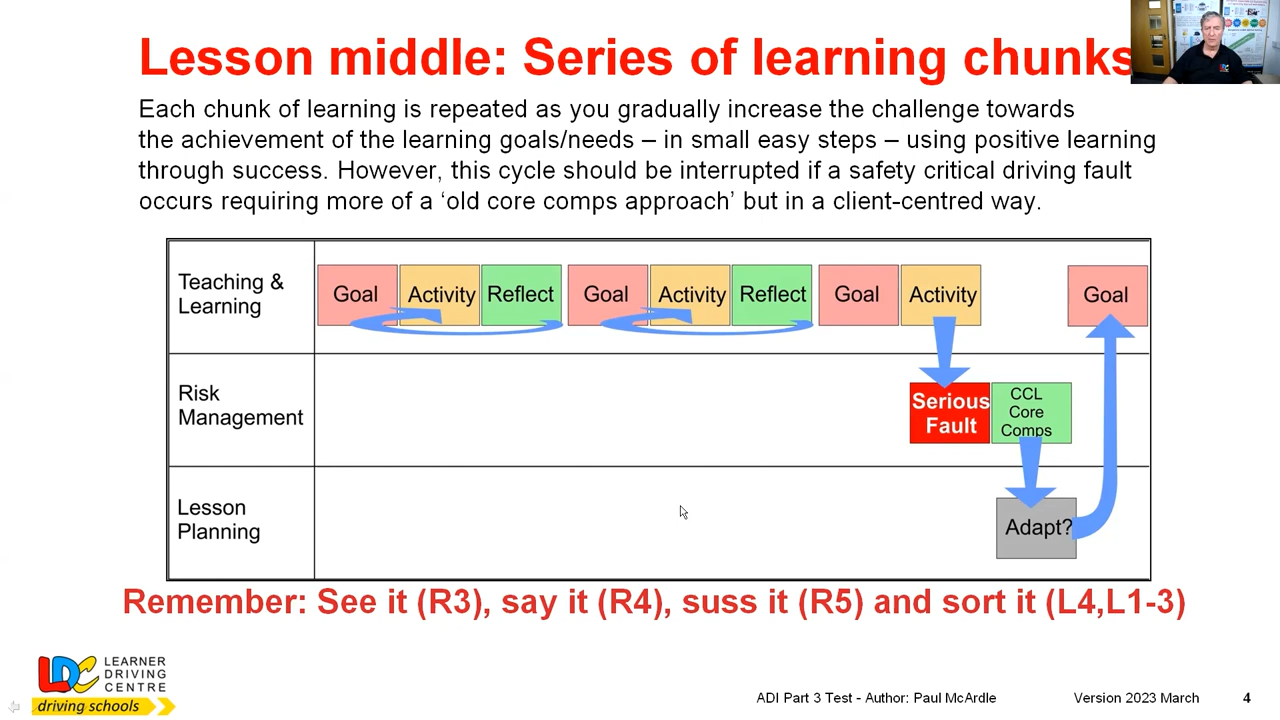 Lesson middle: Series of learning chunks
Each chunk of learning is repeated as you gradually increase the challenge towards
the achievement of the learning goals/needs – in small easy steps – using positive learning
through success. However, this cycle should be interrupted if a safety critical driving fault
occurs requiring more of a ‘old core comps approach’ but in a client-centred way.
Teaching &
Learning
Goal
Activity
Reflect
Goal
Activity
Reflect
Goal
Activity
Goal
Risk
Management
Serious
Fault
CCL
Core
Comps
Lesson
Planning
Adapt?
Remember: See it (R3), say it (R4), suss it (R5) and sort it (L4,L1-3)
LDC
LEARNER
DRIVING
CENTRE
driving schools
ADI Part 3 Test - Author: Paul McArdle
Version 2023 March
4